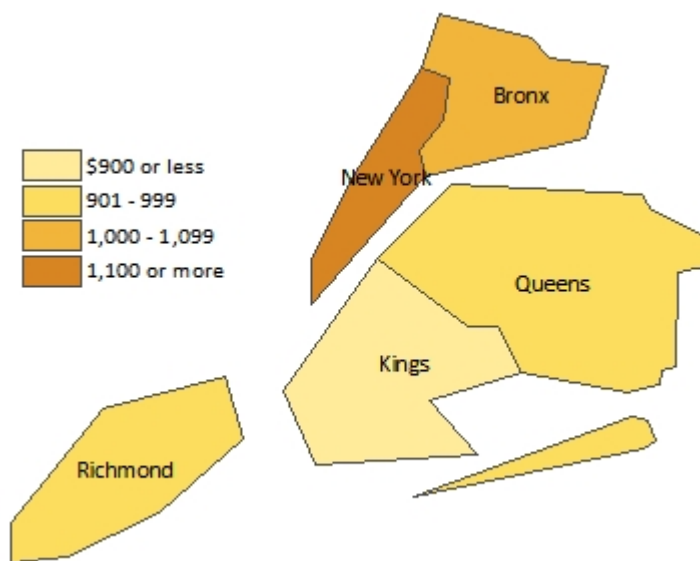 Bronx
$900 or less
901 - 999
1,000 - 1,099
1,100 or more
New York
Queens
Kings
Richmond